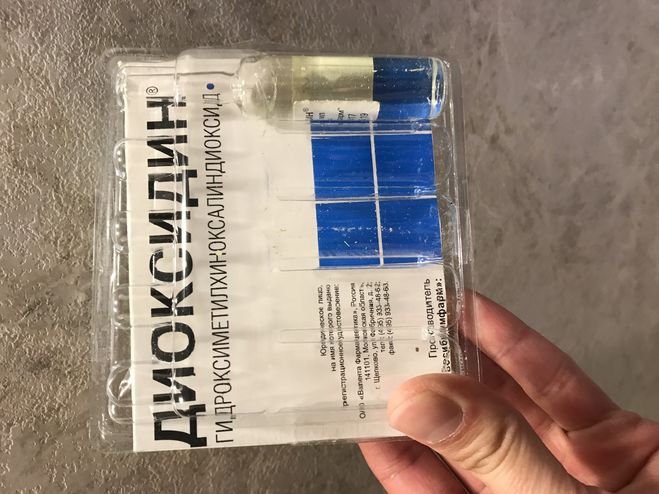 ДИОКСИДИН®
ГИДРОКСИМЕТИЛХИНОКСАЛИНДИОКСИД
Юридическое лицо,
на имя которого выдано
регистрационное удостоверение:
ОАО «Валента Фармацевтика», Россия
141101, Московская область,
г. Щелково, ул. Фабричная, д. 2;
тел.: (495) 933-48-62;
факс: (495) 933-48-63.
Производитель